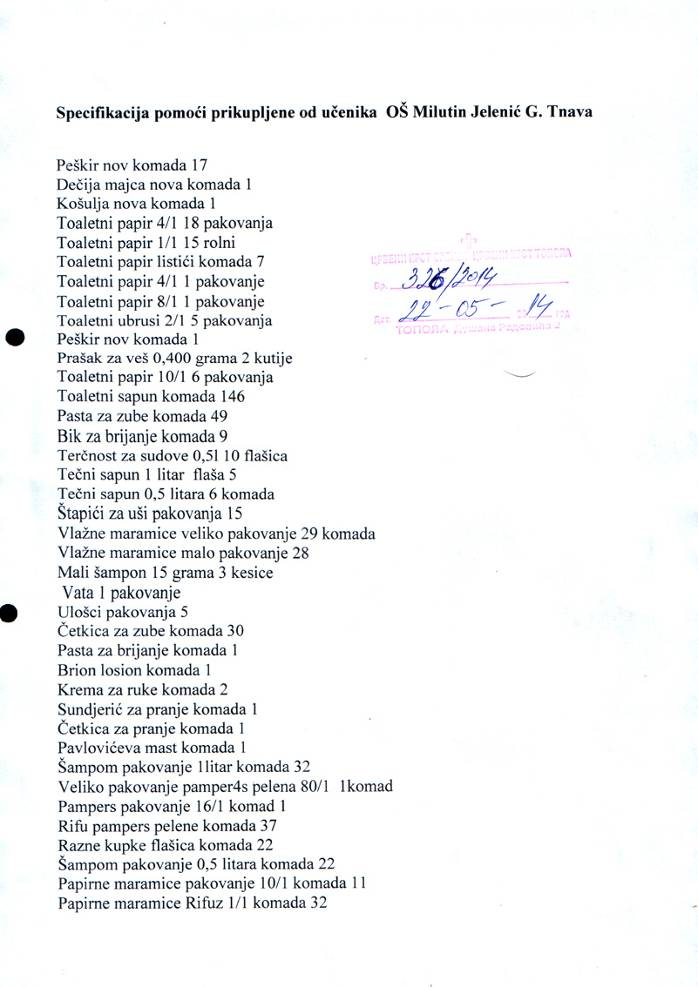 Specifikacija pomoći prikupljene od učenika OŠ Milutin Jelenić G. Tnava
Peškir nov komada 17
Dečija majca nova komada 1
Košulja nova komada 1
Toaletni papir 4/1 18 pakovanja
Toaletni papir 1/1 15 rolni
Toaletni papir listići komada 7
Toaletni papir 4/1 1 pakovanje
Toaletni papir 8/1 1 pakovanje
Toaletni ubrusi 2/1 5 pakovanja
Peškir nov komada 1
Prašak za veš 0,400 grama 2 kutije
Toaletni papir 10/1 6 pakovanja
Toaletni sapun komada 146
Pasta za zube komada 49
Bik za brijanje komada 9
Terčnost za sudove 0,5l 10 flašica
Tečni sapun 1 litar flaša 5
Tečni sapun 0,5 litara 6 komada
Štapići za uši pakovanja 15
Vlažne maramice veliko pakovanje 29 komada
Vlažne maramice malo pakovanje 28
Mali šampon 15 grama 3 kesice
Vata 1 pakovanje
Ulošci pakovanja 5
Četkica za zube komada 30
Pasta za brijanje komada 1
Brion losion komada 1
Krema za ruke komada 2
Sundjerić za pranje komada 1
Četkica za pranje komada 1
Pavlovićeva mast komada 1
Šampom pakovanje 1litar komada 32
Veliko pakovanje pamper4s pelena 80/1 1komad
Pampers pakovanje 16/1 komad 1
Rifu pampers pelene komada 37
Razne kupke flašica komada 22
Šampom pakovanje 0,5 litara komada 22
Papirne maramice pakovanje 10/1 komada 11
Papirne maramice Rifuz 1/1 komada 32
ЦРВЕНИ КРСТ ЦРВЕНИ КРСТ ТОПОЛА
Бр. 326/2014
Дат. 22-05-14 год
ТОПОЛА Душана Радовића 2